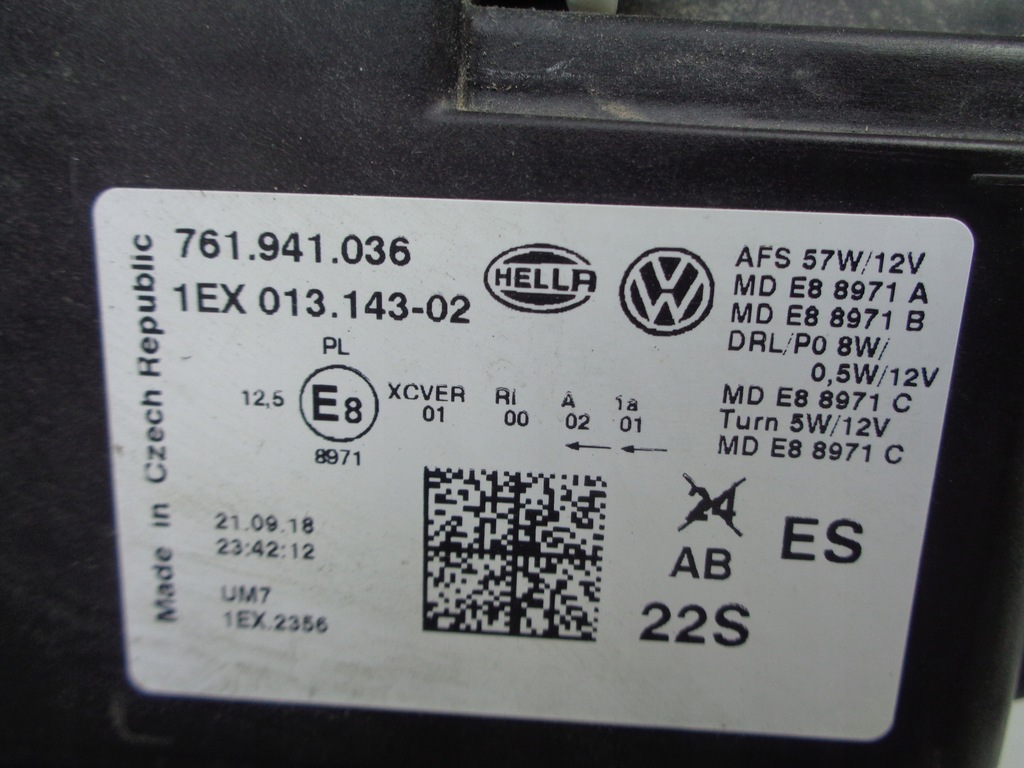 Made in Czech Republic
761.941.036
1EX 013.143-02
HELLA
VW
AFS 57W/12V
MD E8 8971 A
MD E8 8971 B
DRL/P0 8W/
0,5W/12V
MD E8 8971 C
Turn 5W/12V
MD E8 8971 C
PL
12,5 E8 XCVER RI A 1a
01 00 02 01
8971
21.09.18
23:42:12
UM7
1EX.2356
24
AB
22S
ES